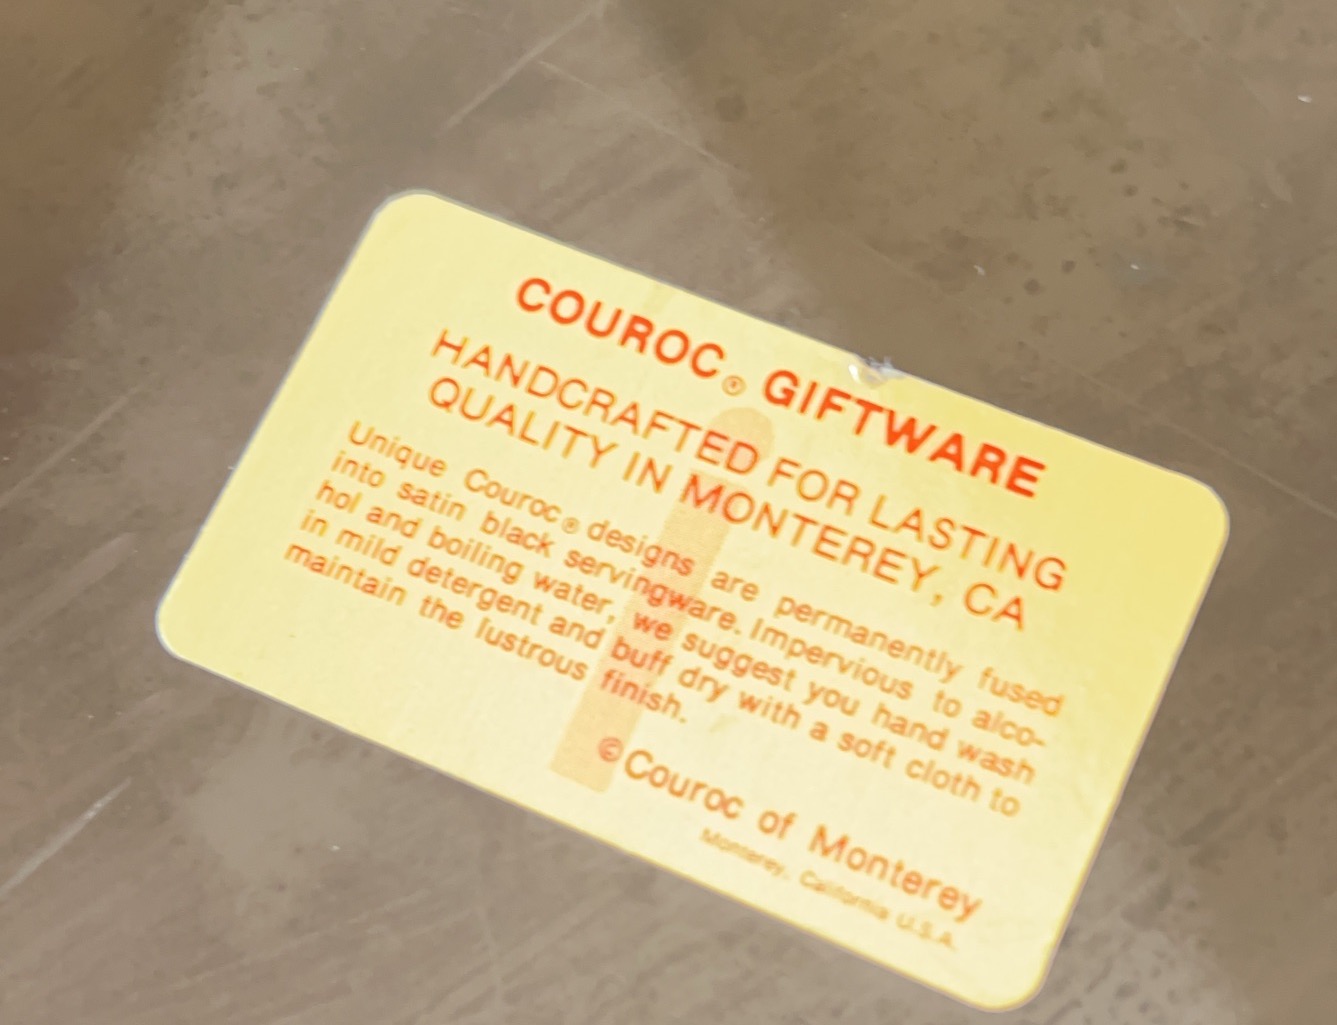 COUROC® GIFTWARE
HANDCRAFTED FOR LASTING
QUALITY IN MONTEREY, CA
Unique Couroc® designs are permanently fused
into satin black servingware. Impervious to alco-
hol and boiling water, we suggest you hand wash
in mild detergent and buff dry with a soft cloth to
maintain the lustrous finish.
©Couroc of Monterey
Monterey, California U.S.A.